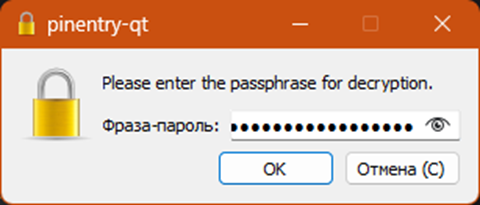 pinentry-qt
Please enter the passphrase for decryption.
Фраза-пароль: ●●●●●●●●●●●●●●●●●
OK
Отмена (C)